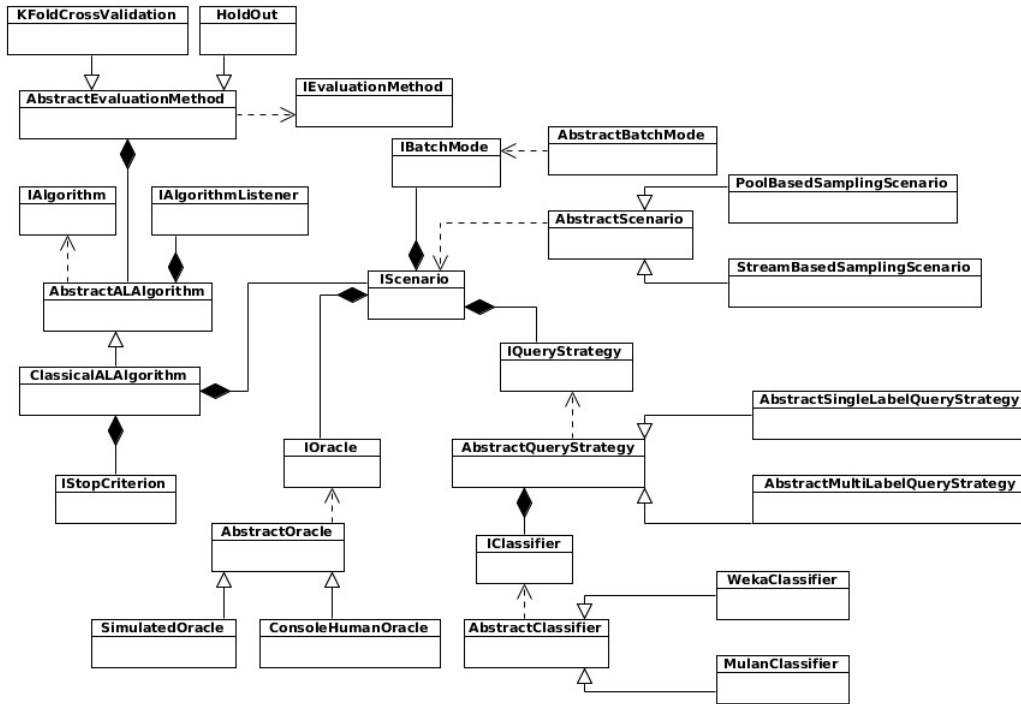 KFoldCrossValidation
HoldOut
AbstractEvaluationMethod
IEvaluationMethod
IBatchMode
AbstractBatchMode
IAlgorithm
IAlgorithmListener
PoolBasedSamplingScenario
AbstractScenario
StreamBasedSamplingScenario
AbstractALAlgorithm
IScenario
IQueryStrategy
ClassicalALAlgorithm
AbstractSingleLabelQueryStrategy
IOracle
AbstractQueryStrategy
IStopCriterion
AbstractMultiLabelQueryStrategy
AbstractOracle
IClassifier
WekaClassifier
SimulatedOracle
ConsoleHumanOracle
AbstractClassifier
MulanClassifier